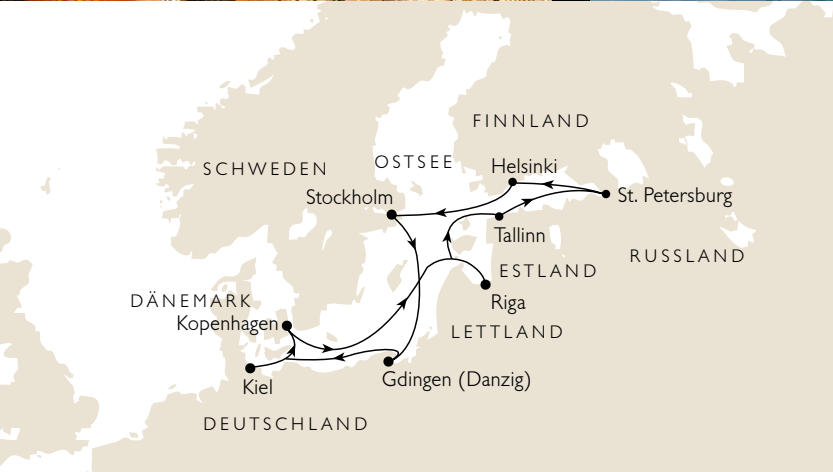 FINNLAND
OSTSEE
SCHWEDEN
Helsinki
Stockholm
St. Petersburg
Tallinn
RUSSLAND
ESTLAND
DÄNEMARK
Riga
Kopenhagen
LETTLAND
Gdingen (Danzig)
Kiel
DEUTSCHLAND